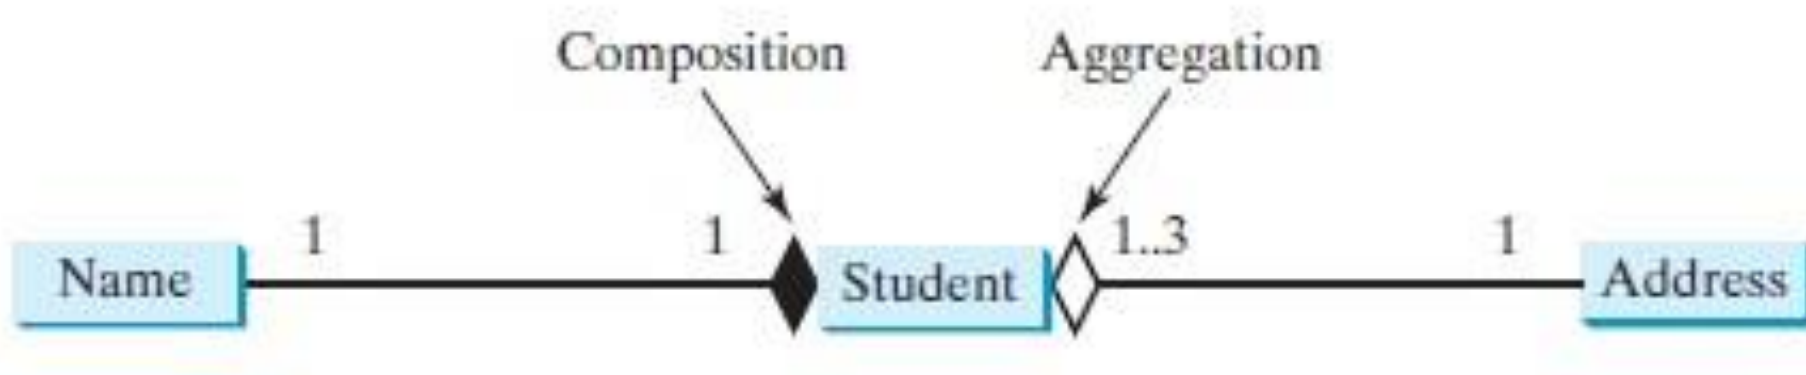 Composition Aggregation
1 1 1..3 1
Name Student Address